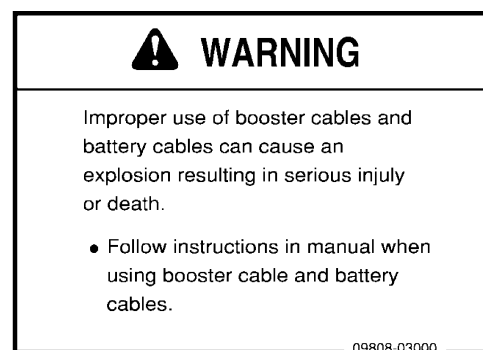 WARNING
Improper use of booster cables and
battery cables can cause an
explosion resulting in serious injuly
or death.
• Follow instructions in manual when
using booster cable and battery
cables.
09808-03000